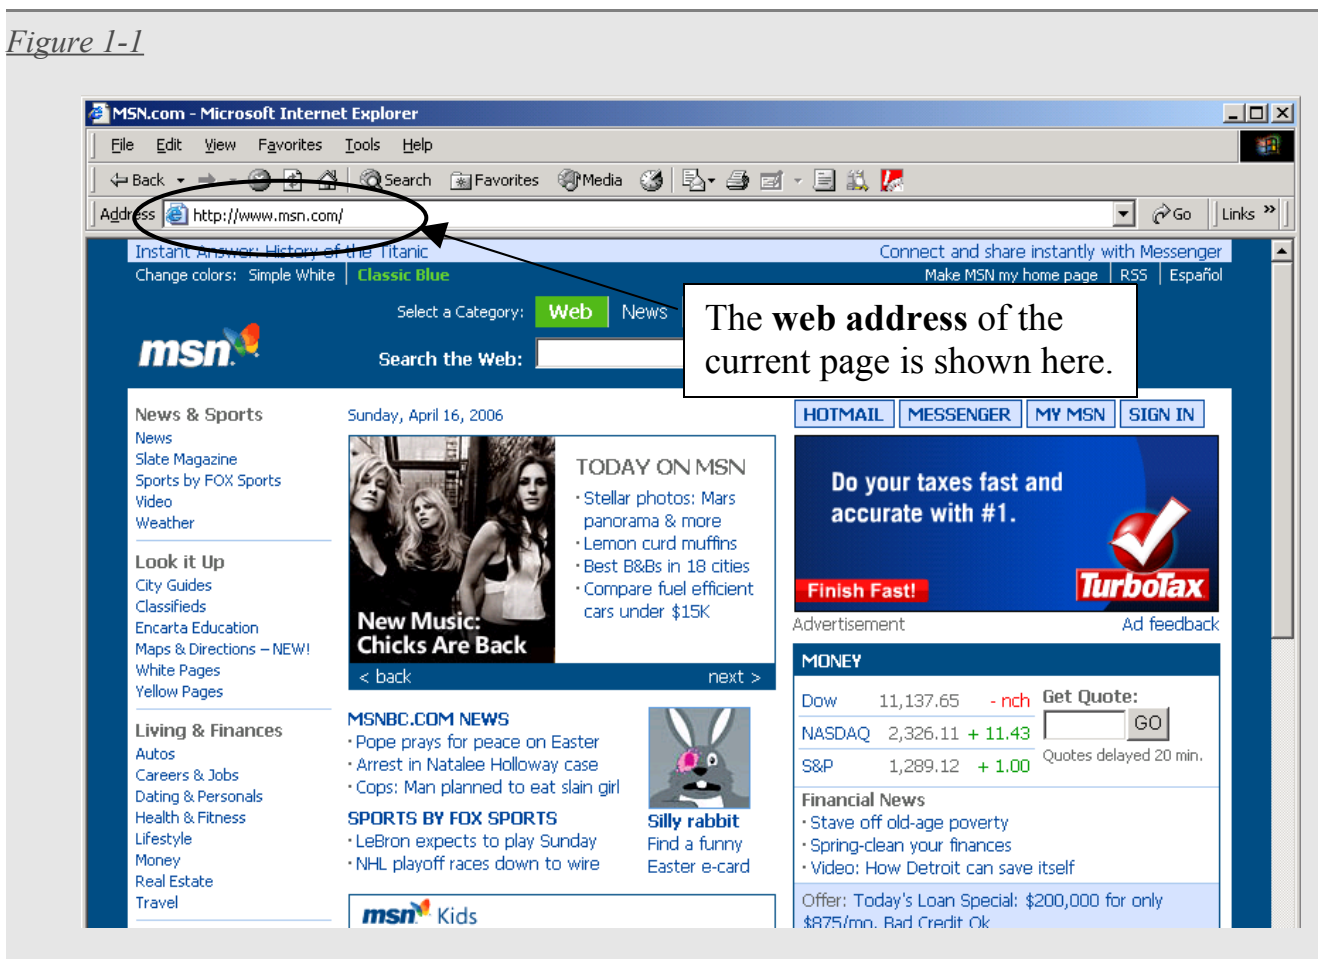 Figure 1-1
MSN.com - Microsoft Internet Explorer
File Edit View Favorites Tools Help
Back Search Favorites Media
Address http://www.msn.com/ Go Links »
Instant Answer: History of the Titanic Connect and share instantly with Messenger
Change colors: Simple White | Classic Blue Make MSN my home page | RSS | Español
Select a Category: Web | News
The web address of the
current page is shown here.
msn
Search the Web:
News & Sports
News
Slate Magazine
Sports by FOX Sports
Video
Weather
Look it Up
City Guides
Classifieds
Encarta Education
Maps & Directions – NEW!
White Pages
Yellow Pages
Living & Finances
Autos
Careers & Jobs
Dating & Personals
Health & Fitness
Lifestyle
Money
Real Estate
Travel
Sunday, April 16, 2006
New Music:
Chicks Are Back
TODAY ON MSN
· Stellar photos: Mars
panorama & more
· Lemon curd muffins
· Best B&Bs in 18 cities
· Compare fuel efficient
cars under $15K
< back next >
MSNBC.COM NEWS
· Pope prays for peace on Easter
· Arrest in Natalee Holloway case
· Cops: Man planned to eat slain girl
SPORTS BY FOX SPORTS
· LeBron expects to play Sunday
· NHL playoff races down to wire
Silly rabbit
Find a funny
Easter e-card
msn Kids
HOTMAIL MESSENGER MY MSN SIGN IN
Do your taxes fast and
accurate with #1.
Finish Fast!
TurboTax
Advertisement Ad feedback
MONEY
Dow 11,137.65 - nch
NASDAQ 2,326.11 + 11.43
S&P 1,289.12 + 1.00
Get Quote:
GO
Quotes delayed 20 min.
Financial News
· Stave off old-age poverty
· Spring-clean your finances
· Video: How Detroit can save itself
Offer: Today's Loan Special: $200,000 for only
$875/mn. Bad Credit Ok